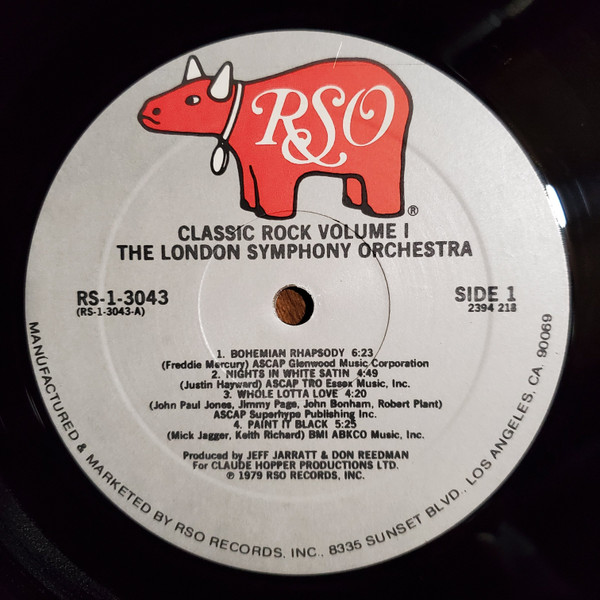 RSO
®
CLASSIC ROCK VOLUME I
THE LONDON SYMPHONY ORCHESTRA
RS-1-3043
(RS-1-3043-A)
SIDE 1
2394 218
1. BOHEMIAN RHAPSODY 6:23
(Freddie Mercury) ASCAP Glenwood Music Corporation
2. NIGHTS IN WHITE SATIN 4:49
(Justin Hayward) ASCAP TRO Essex Music, Inc.
3. WHOLE LOTTA LOVE 4:20
(John Paul Jones, Jimmy Page, John Bonham, Robert Plant)
ASCAP Superhype Publishing Inc.
4. PAINT IT BLACK 5:25
(Mick Jagger, Keith Richard) BMI ABKCO Music, Inc.
Produced by JEFF JARRATT & DON REEDMAN
For CLAUDE HOPPER PRODUCTIONS LTD.
℗ 1979 RSO RECORDS, INC.
MANUFACTURED & MARKETED BY RSO RECORDS, INC., 8335 SUNSET BLVD., LOS ANGELES, CA. 90069